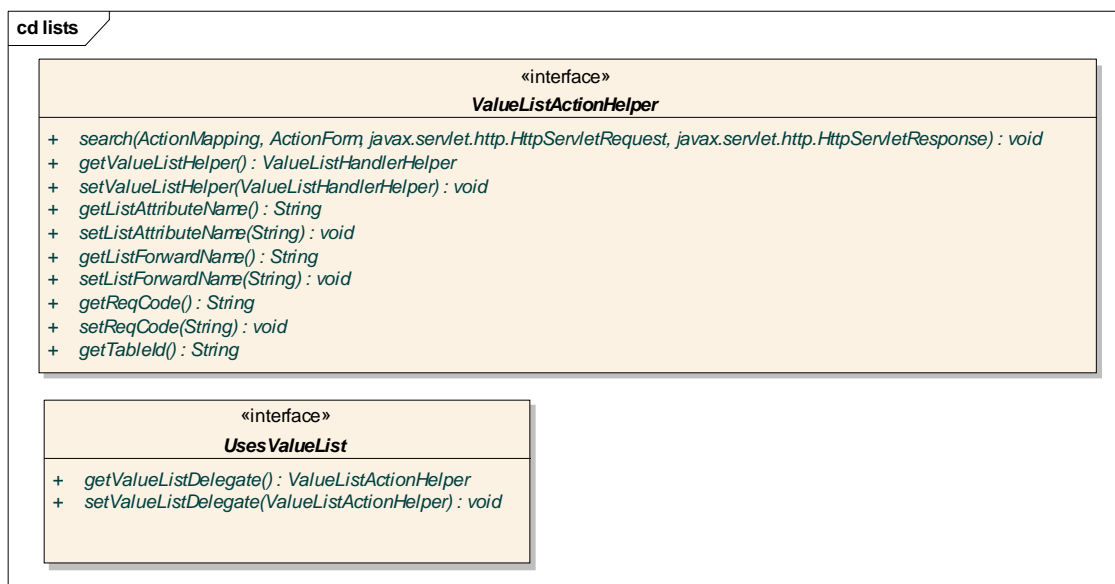 cd lists
«interface»
ValueListActionHelper
+ search(ActionMapping, ActionForm, javax.servlet.http.HttpServletRequest, javax.servlet.http.HttpServletResponse) : void
+ getValueListHelper() : ValueListHandlerHelper
+ setValueListHelper(ValueListHandlerHelper) : void
+ getListAttributeName() : String
+ setListAttributeName(String) : void
+ getListForwardName() : String
+ setListForwardName(String) : void
+ getReqCode() : String
+ setReqCode(String) : void
+ getTableId() : String
«interface»
UsesValueList
+ getValueListDelegate() : ValueListActionHelper
+ setValueListDelegate(ValueListActionHelper) : void